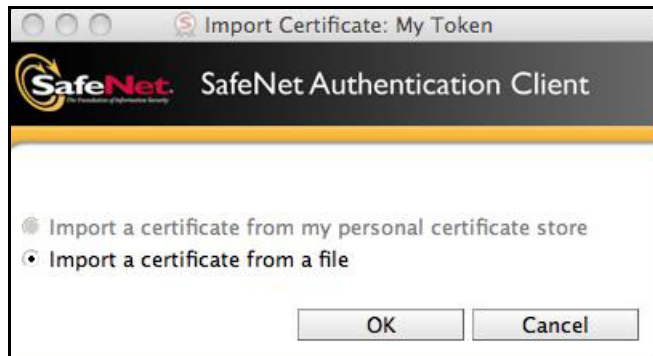 Import Certificate: My Token
SafeNet. SafeNet Authentication Client
The Foundation of Information Security
Import a certificate from my personal certificate store
Import a certificate from a file
OK Cancel